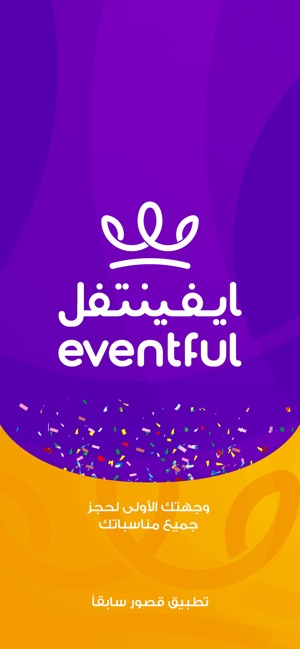 ايفينتفل
eventful
وجهتك الأولى لحجز
جميع مناسباتك
تطبيق قصور سابقاً